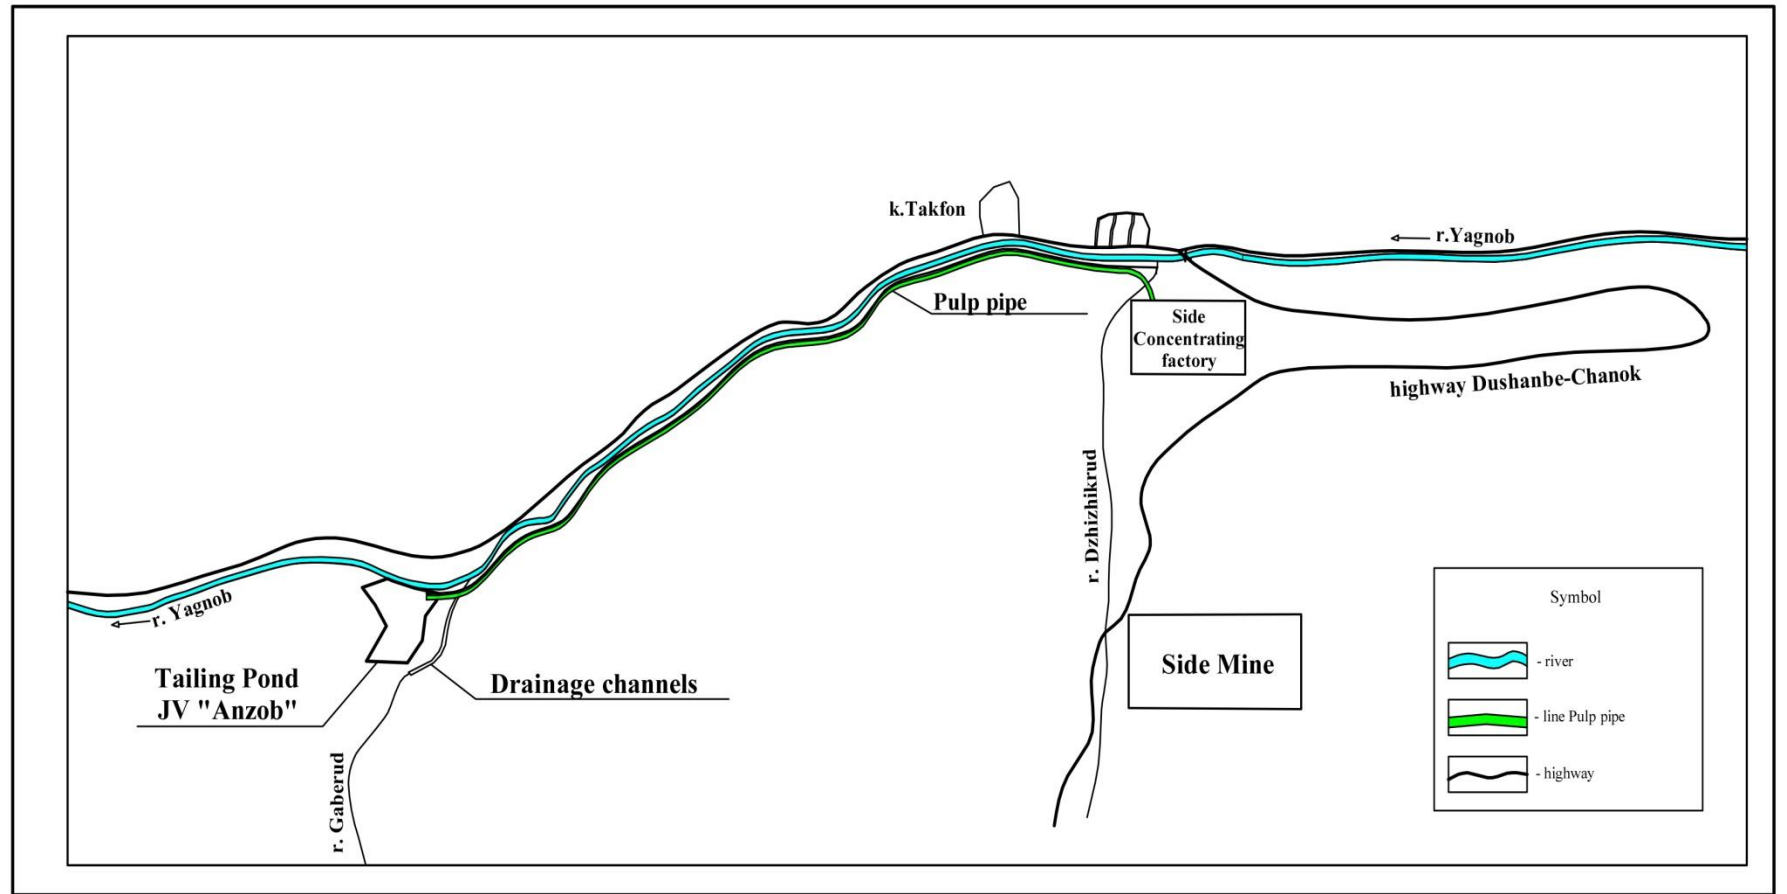 k.Takfon
r.Yagnob
Pulp pipe
Side
Concentrating
factory
highway Dushanbe-Chanok
r. Dzhizhikrud
r. Yagnob
Tailing Pond
JV "Anzob"
Drainage channels
Side Mine
r. Gaberud
Symbol
- river
- line Pulp pipe
- highway